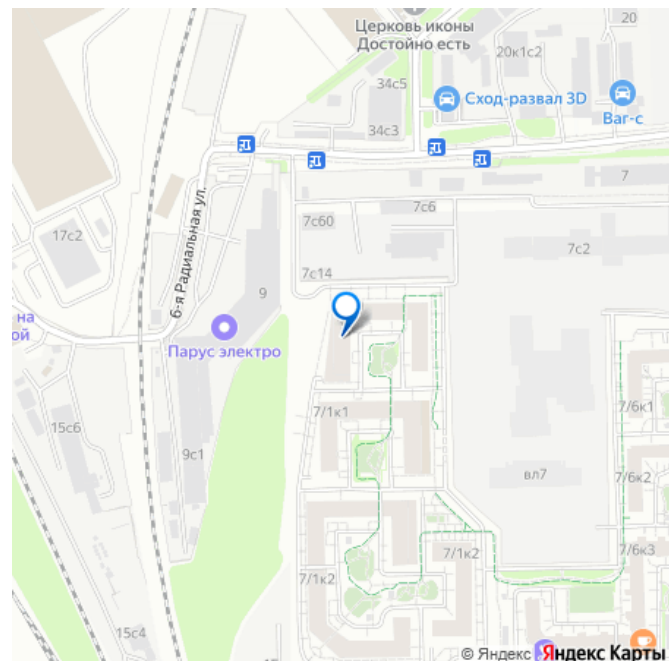 Церковь иконы
Достойно есть
20
34с5
20к1с2
Сход-развал 3D
Ваг-с
34с3
7
6-я Радиальная ул.
7с6
7с60
17с2
7с2
7с14
9
на
ой
Парус электро
7/1к1
7/6к1
15с6
9с1
вл7
7/6к2
7/1к2
7/6к3
7/1к2
15с4
© Яндекс
Яндекс Карты